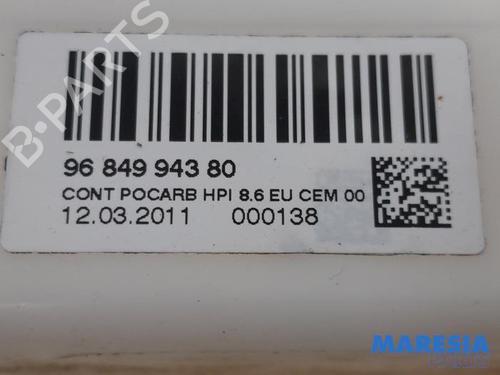 96 849 943 80
CONT POCARB HPI 8.6 EU CEM 00
12.03.2011 000138
B-PARTS
MARESIA